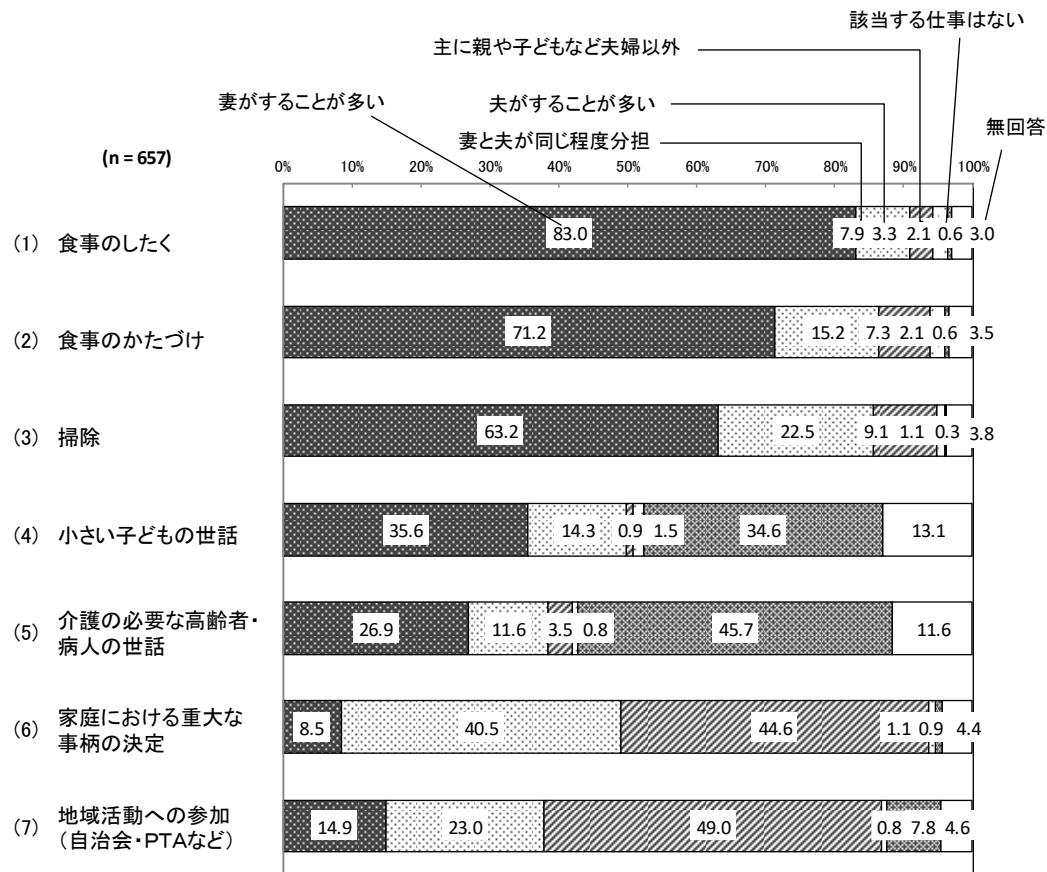 該当する仕事はない
主に親や子どもなど夫婦以外
妻がすることが多い
夫がすることが多い
妻と夫が同じ程度分担
無回答
(n = 657)
0% 10% 20% 30% 40% 50% 60% 70% 80% 90% 100%
(1) 食事のしたく 83.0 7.9 3.3 2.1 0.6 3.0
(2) 食事のかたづけ 71.2 15.2 7.3 2.1 0.6 3.5
(3) 掃除 63.2 22.5 9.1 1.1 0.3 3.8
(4) 小さい子どもの世話 35.6 14.3 0.9 1.5 34.6 13.1
(5) 介護の必要な高齢者・
病人の世話 26.9 11.6 3.5 0.8 45.7 11.6
(6) 家庭における重大な
事柄の決定 8.5 40.5 44.6 1.1 0.9 4.4
(7) 地域活動への参加
(自治会・PTAなど) 14.9 23.0 49.0 0.8 7.8 4.6